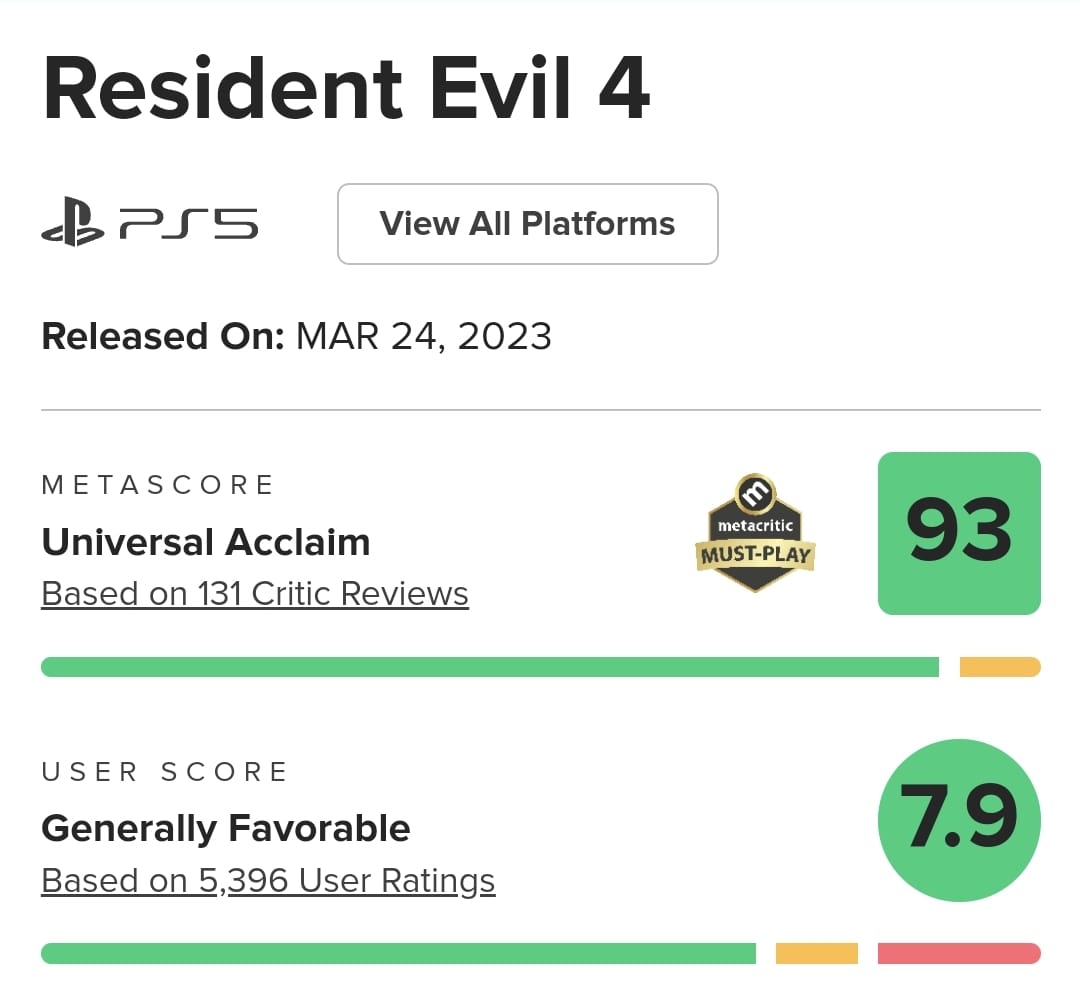 Resident Evil 4
PS5
View All Platforms
Released On: MAR 24, 2023
METASCORE
Universal Acclaim
Based on 131 Critic Reviews
m
metacritic
MUST-PLAY
93
USER SCORE
Generally Favorable
Based on 5,396 User Ratings
7.9